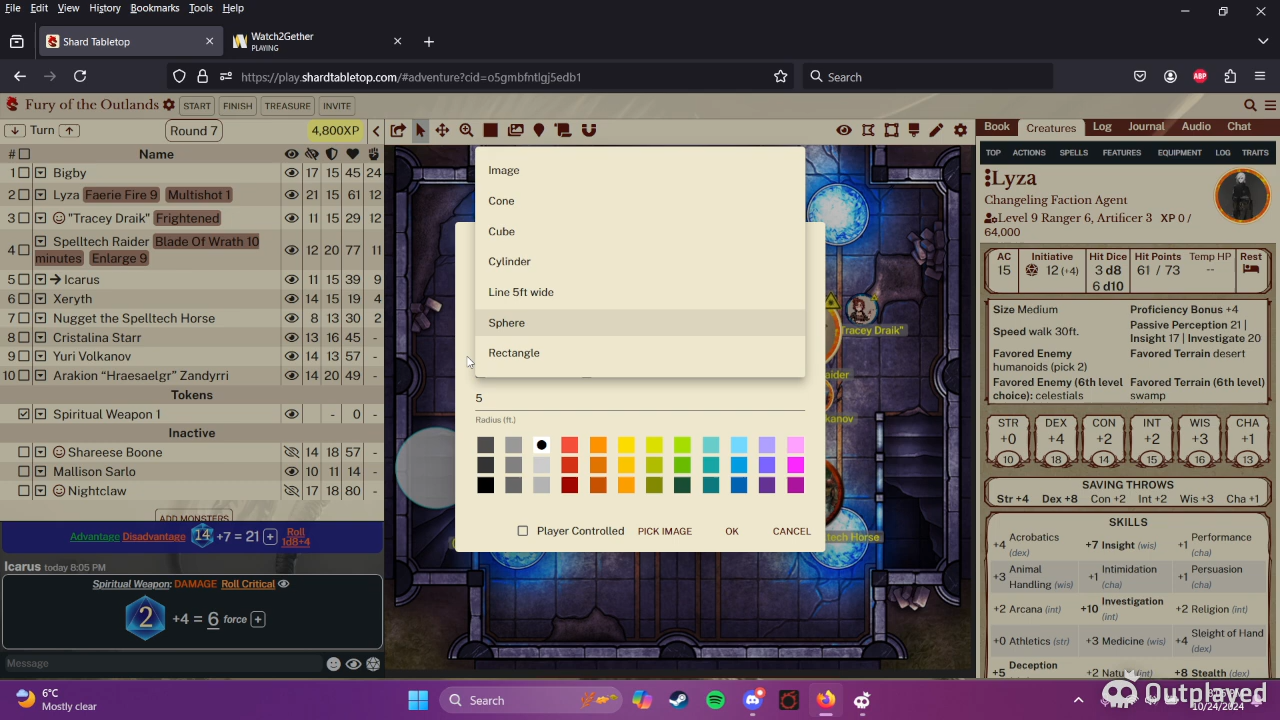 File Edit View History Bookmarks Tools Help
Shard Tabletop
Watch2Gether
PLAYING
https://play.shardtabletop.com/#adventure?cid=o5gmbfntlgj5edb1
Search
ABP
Fury of the Outlands START FINISH TREASURE INVITE
Turn Round 7 4,800XP
# Name
1 Bigby 17 15 45 24
2 Lyza Faerie Fire 9 Multishot 1 21 15 61 12
3 "Tracey Draik" Frightened 11 15 29 12
4 Spelltech Raider Blade Of Wrath 10 minutes Enlarge 9 12 20 77 11
5 Icarus 11 15 39 9
6 Xeryth 14 15 19 4
7 Nugget the Spelltech Horse 8 13 30 2
8 Cristalina Starr 13 16 45 -
9 Yuri Volkanov 14 13 57 -
10 Arakion “Hraesaelgr” Zandyrri 14 20 49 -
Tokens
Spiritual Weapon 1 - 0 -
Inactive
Shareese Boone 14 18 57 -
Mallison Sarlo 10 11 14 -
Nightclaw 17 18 80 -
ADD MONSTERS
Advantage Disadvantage 14 +7 = 21 + Roll 1d8+4
Icarus today 8:05 PM
Spiritual Weapon: DAMAGE Roll Critical
2 +4 = 6 force +
Message
Image
Cone
Cube
Cylinder
Line 5ft wide
Sphere
Rectangle
5
Radius (ft.)
Player Controlled PICK IMAGE OK CANCEL
Tracey Draik"
aider
kanov
tech Horse
Book Creatures Log Journal Audio Chat
TOP ACTIONS SPELLS FEATURES EQUIPMENT LOG TRAITS
Lyza
Changeling Faction Agent
Level 9 Ranger 6, Artificer 3 XP 0 /
64,000
AC Initiative Hit Dice Hit Points Temp HP Rest
15 12 (+4) 3 d8 61 / 73 --
6 d10
Size Medium
Speed walk 30ft.
Favored Enemy
humanoids (pick 2)
Favored Enemy (6th level
choice): celestials
Proficiency Bonus +4
Passive Perception 21 |
Insight 17 | Investigate 20
Favored Terrain desert
Favored Terrain (6th level)
swamp
STR DEX CON INT WIS CHA
+0 +4 +2 +2 +3 +1
10 18 14 15 16 13
SAVING THROWS
Str +4 Dex +8 Con +2 Int +2 Wis +3 Cha +1
SKILLS
+4 Acrobatics (dex) +7 Insight (wis) +1 Performance (cha)
+3 Animal Handling (wis) +1 Intimidation (cha) +1 Persuasion (cha)
+2 Arcana (int) +10 Investigation (int) +2 Religion (int)
+0 Athletics (str) +3 Medicine (wis) +4 Sleight of Hand (dex)
+5 Deception +2 (int) +8 Stealth (dex)
6°C
Mostly clear
Search
Outplayed
10/24/2024